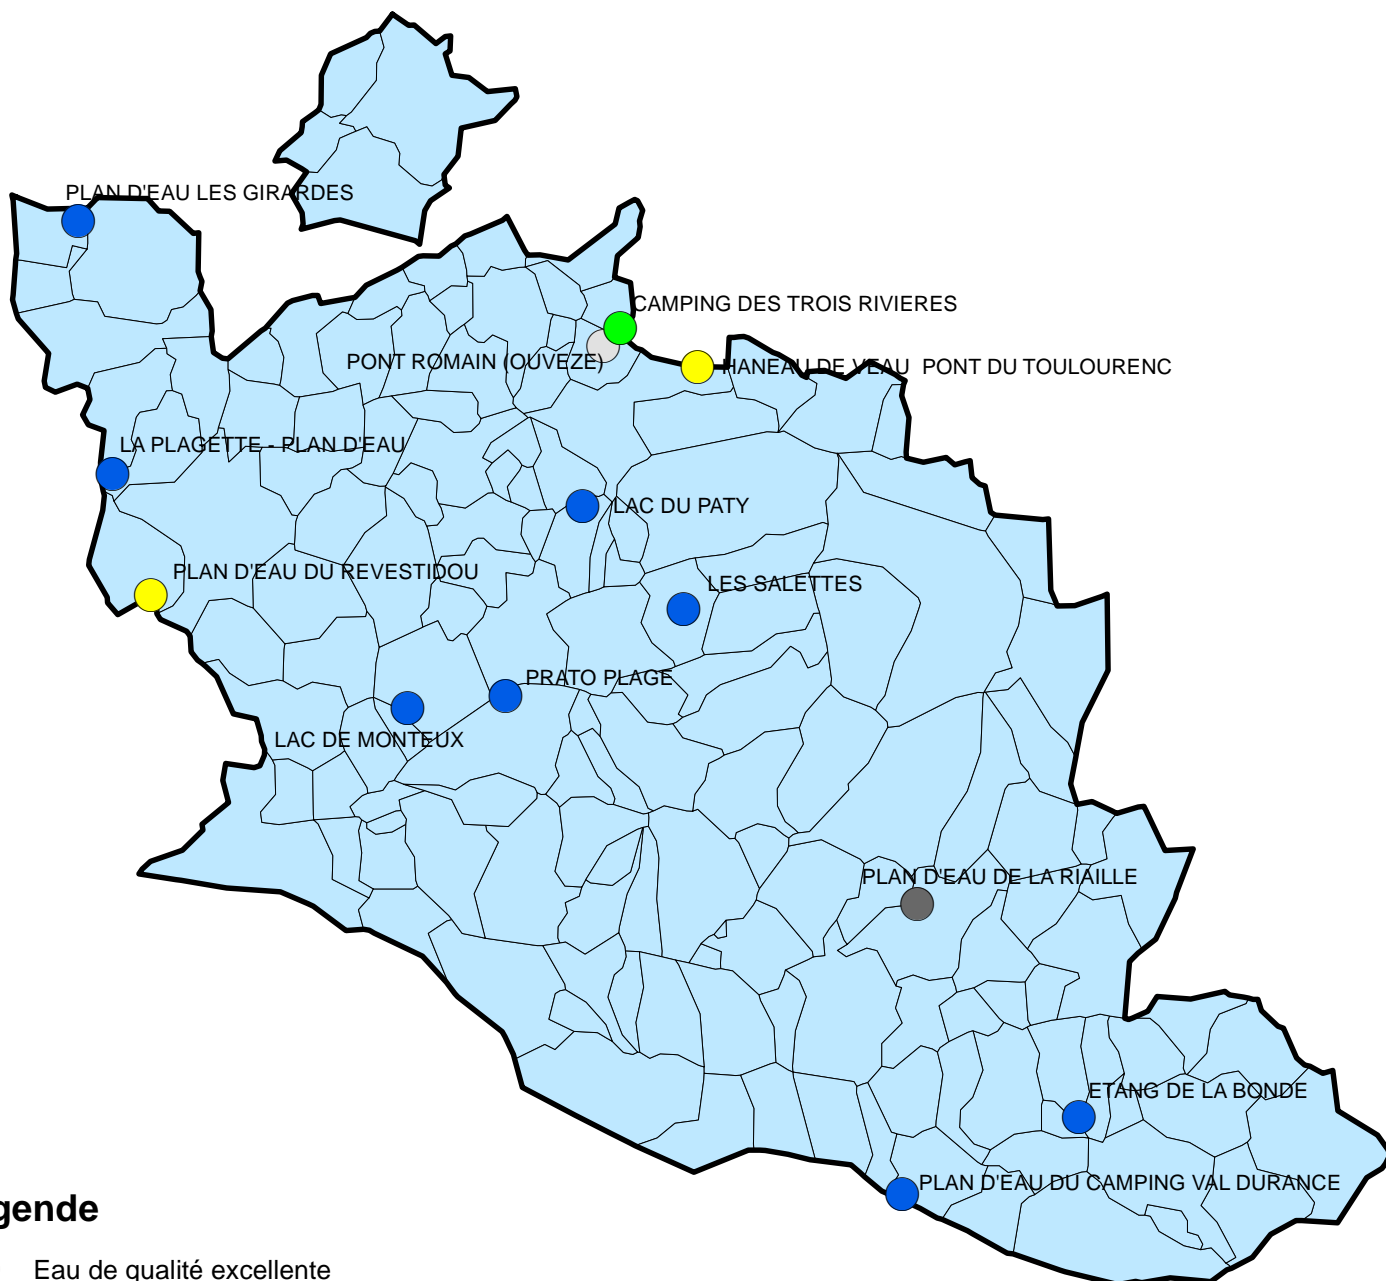 PLAN D'EAU LES GIRARDES
CAMPING DES TROIS RIVIERES
PONT ROMAIN (OUVEZE)
HANEAU DE VEAU  PONT DU TOULOURENC
LA PLAGETTE - PLAN D'EAU
LAC DU PATY
PLAN D'EAU DU REVESTIDOU
LES SALETTES
PRATO PLAGE
LAC DE MONTEUX
PLAN D'EAU DE LA RIAILLE
ETANG DE LA BONDE
PLAN D'EAU DU CAMPING VAL DURANCE
gende
Eau de qualité excellente